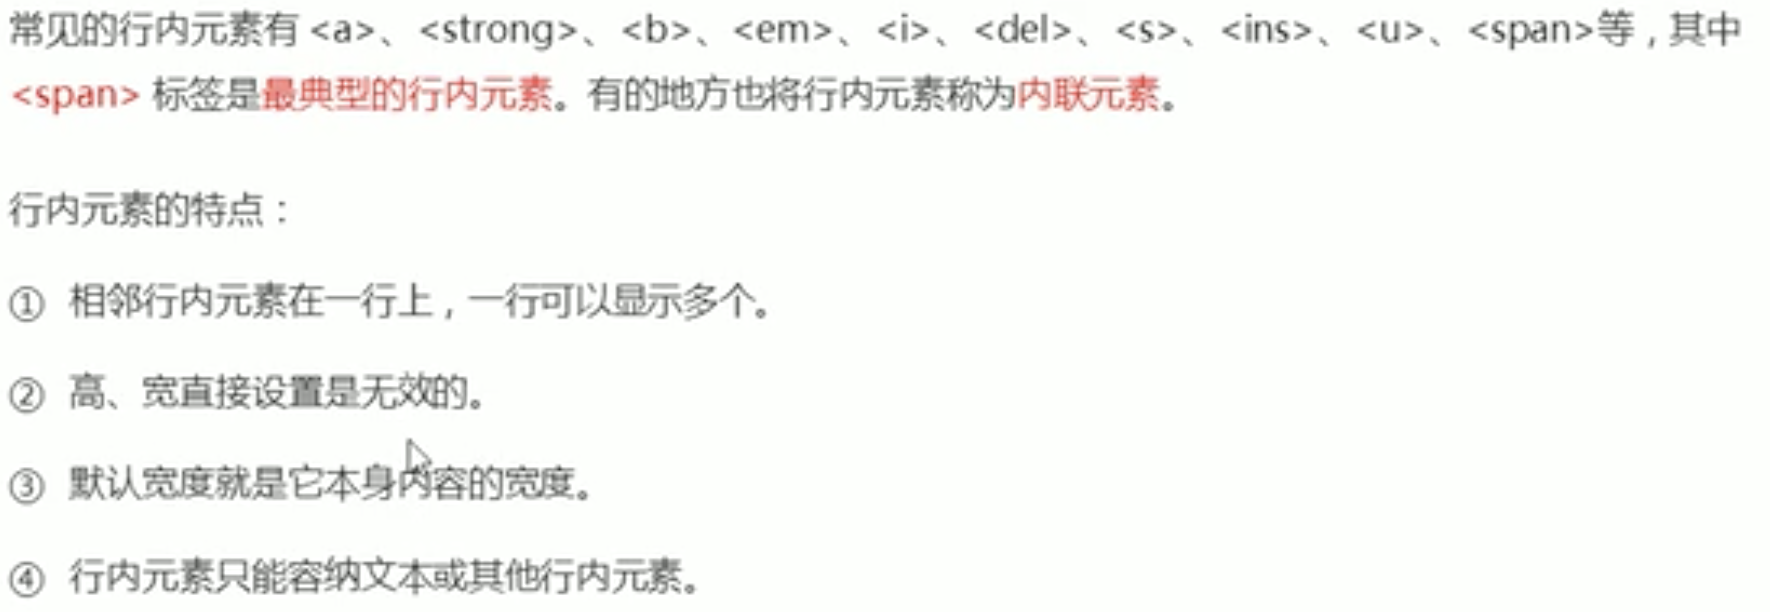 常见的行内元素有 <a>、<strong>、<b>、<em>、<i>、<del>、<s>、<ins>、<u>、<span>等，其中
<span> 标签是最典型的行内元素。有的地方也将行内元素称为内联元素。
行内元素的特点：
① 相邻行内元素在一行上，一行可以显示多个。
② 高、宽直接设置是无效的。
③ 默认宽度就是它本身内容的宽度。
④ 行内元素只能容纳文本或其他行内元素。